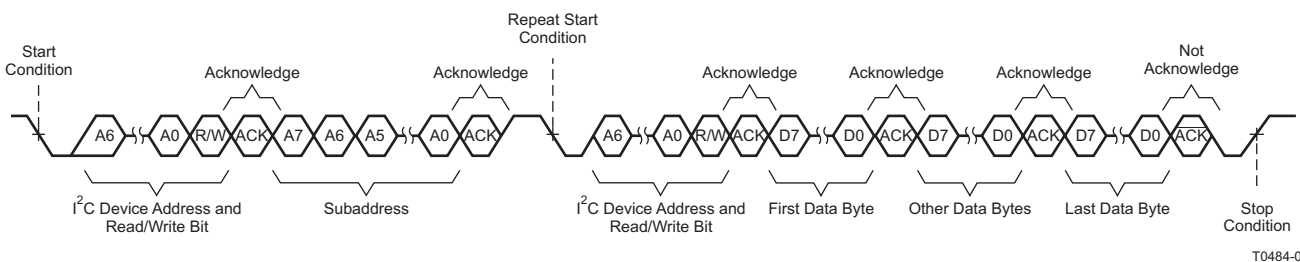 Repeat Start
Condition
Start
Condition
Not
Acknowledge
Acknowledge Acknowledge Acknowledge Acknowledge Acknowledge
A6 A0 R/W ACK A7 A6 A5 A0 ACK A6 A0 R/W ACK D7 D0 ACK D7 D0 ACK D7 D0 ACK
I2C Device Address and
Read/Write Bit
Subaddress
I2C Device Address and
Read/Write Bit
First Data Byte
Other Data Bytes
Last Data Byte
Stop
Condition
T0484-0